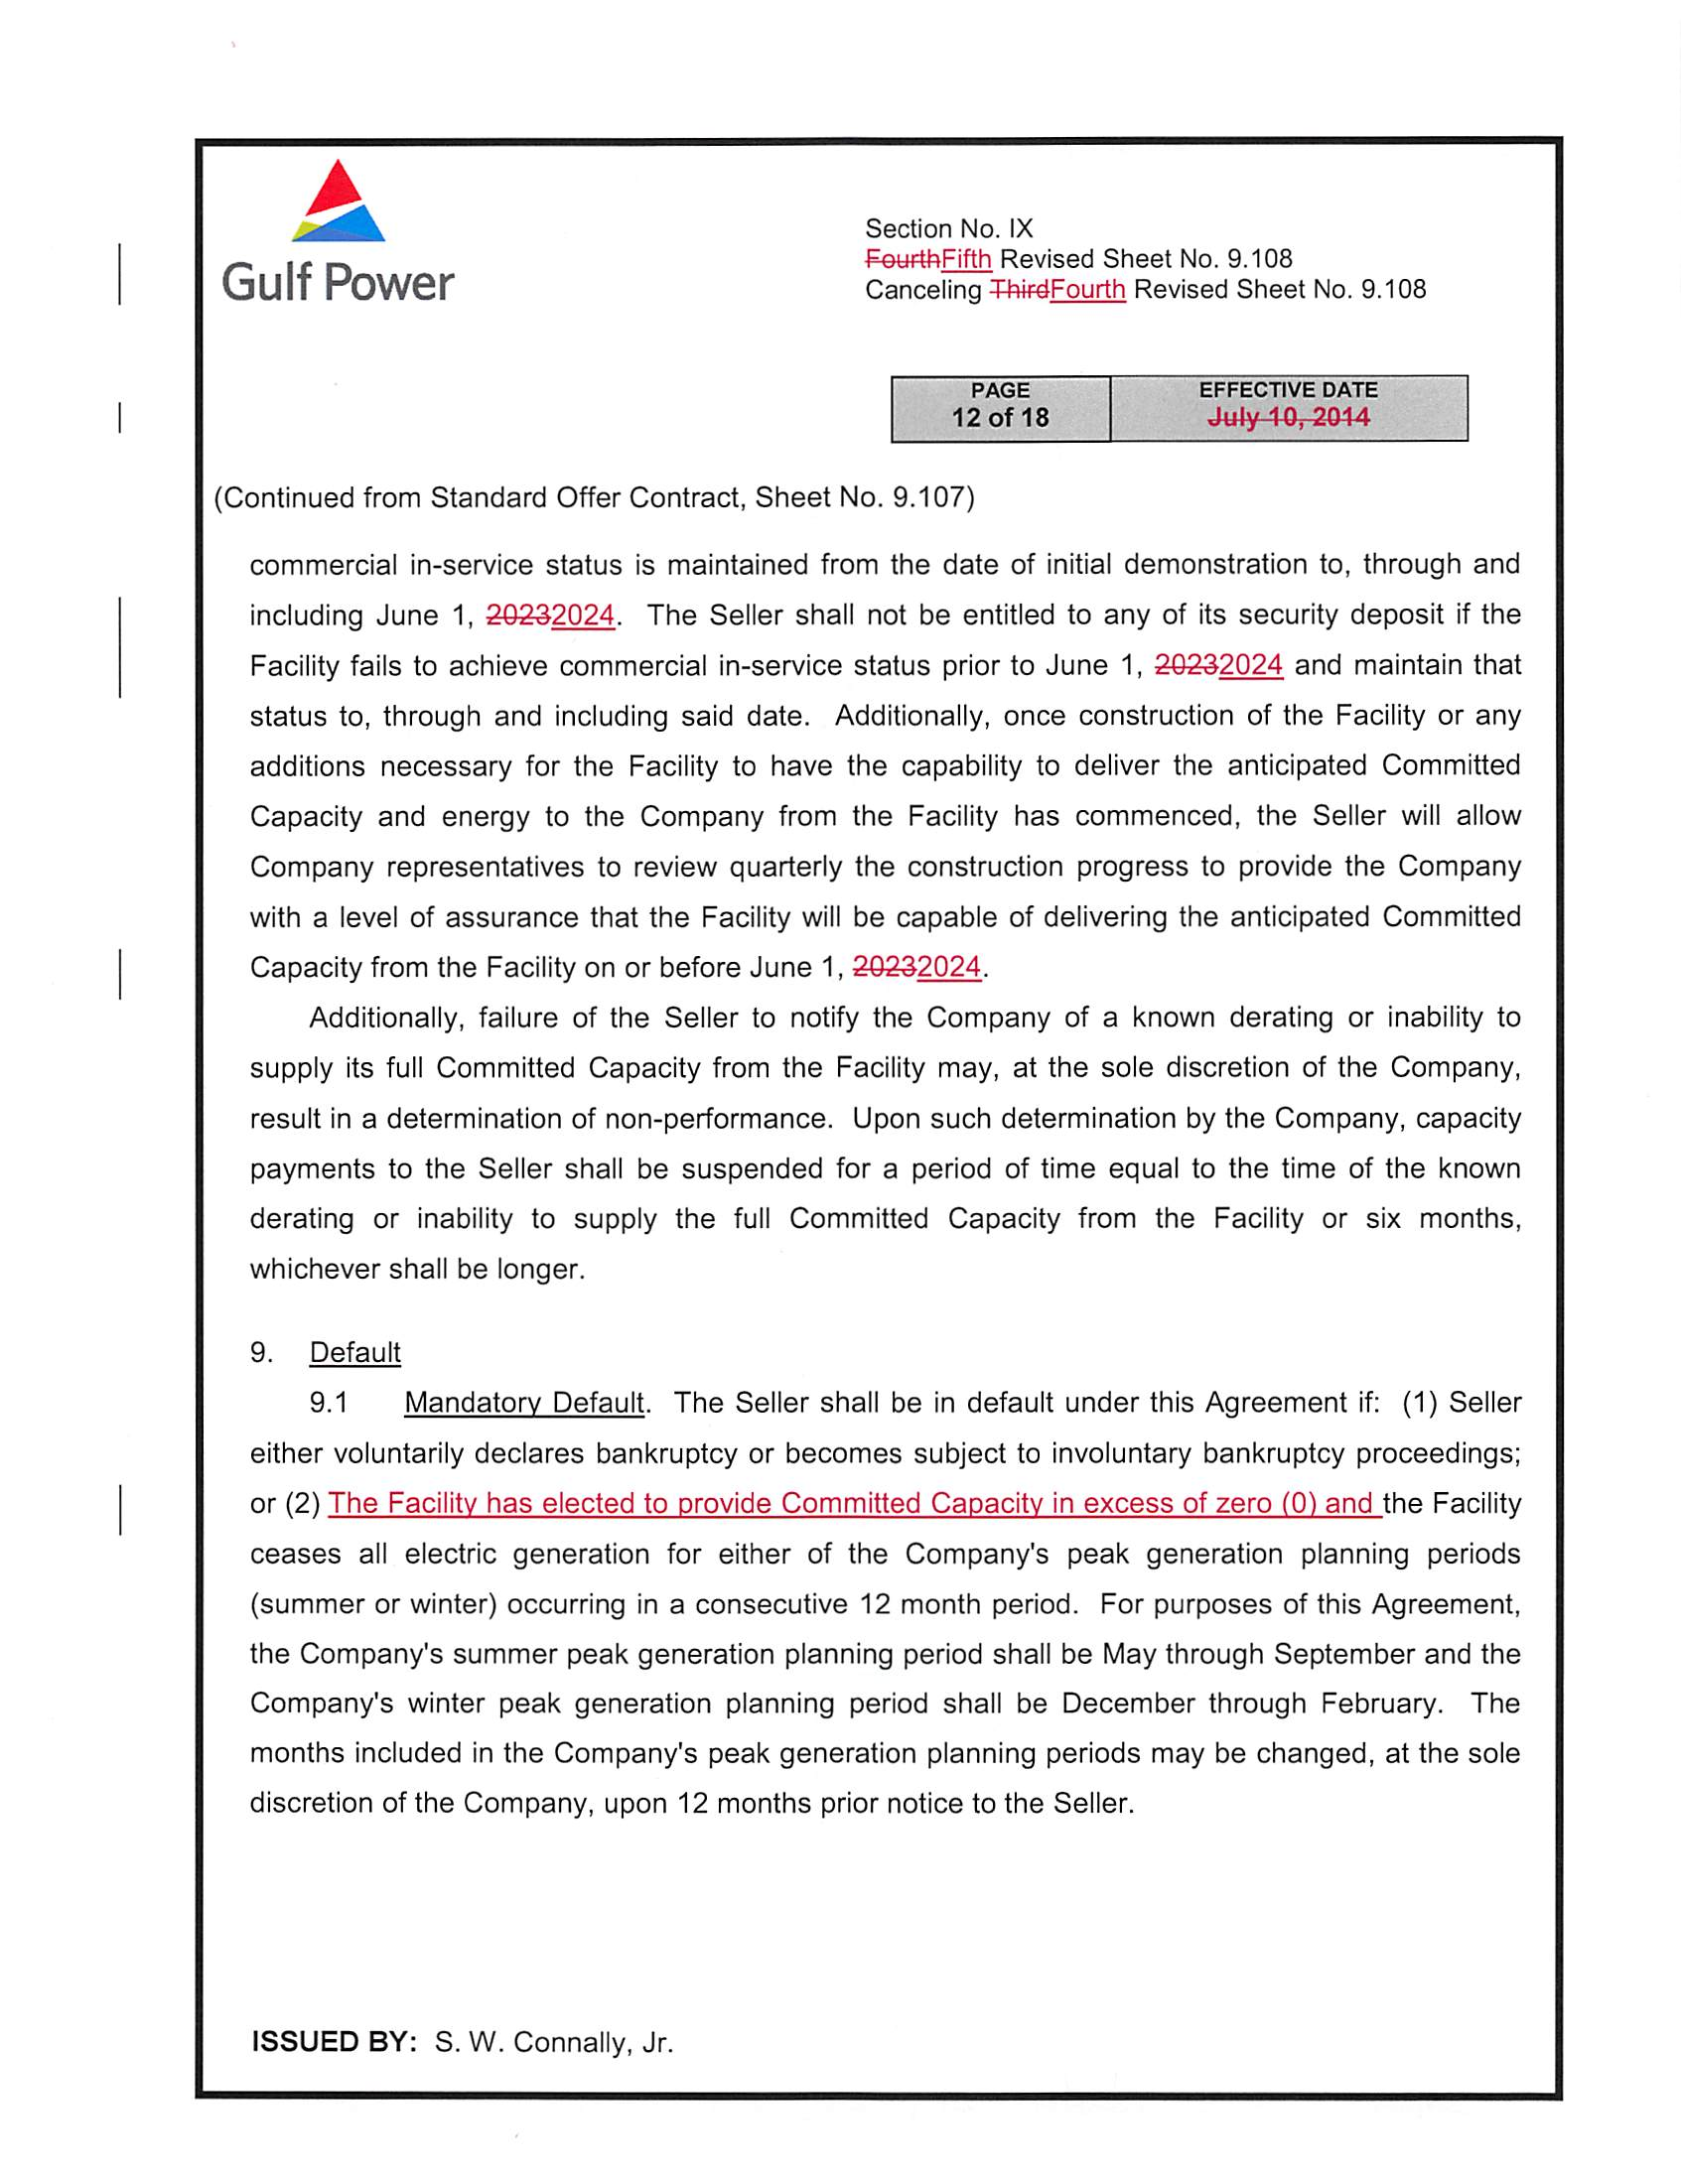 Gulf Power
Section No. IX
FourthFifth Revised Sheet No. 9.108
Canceling ThirdFourth Revised Sheet No. 9.108
PAGE
12 of 18
EFFECTIVE DATE
July 10, 2014
(Continued from Standard Offer Contract, Sheet No. 9.107)
commercial in-service status is maintained from the date of initial demonstration to, through and
including June 1, 20232024. The Seller shall not be entitled to any of its security deposit if the
Facility fails to achieve commercial in-service status prior to June 1, 20232024 and maintain that
status to, through and including said date. Additionally, once construction of the Facility or any
additions necessary for the Facility to have the capability to deliver the anticipated Committed
Capacity and energy to the Company from the Facility has commenced, the Seller will allow
Company representatives to review quarterly the construction progress to provide the Company
with a level of assurance that the Facility will be capable of delivering the anticipated Committed
Capacity from the Facility on or before June 1, 20232024.
Additionally, failure of the Seller to notify the Company of a known derating or inability to
supply its full Committed Capacity from the Facility may, at the sole discretion of the Company,
result in a determination of non-performance. Upon such determination by the Company, capacity
payments to the Seller shall be suspended for a period of time equal to the time of the known
derating or inability to supply the full Committed Capacity from the Facility or six months,
whichever shall be longer.
9. Default
9.1 Mandatory Default. The Seller shall be in default under this Agreement if: (1) Seller
either voluntarily declares bankruptcy or becomes subject to involuntary bankruptcy proceedings;
or (2) The Facility has elected to provide Committed Capacity in excess of zero (0) and the Facility
ceases all electric generation for either of the Company's peak generation planning periods
(summer or winter) occurring in a consecutive 12 month period. For purposes of this Agreement,
the Company's summer peak generation planning period shall be May through September and the
Company's winter peak generation planning period shall be December through February. The
months included in the Company's peak generation planning periods may be changed, at the sole
discretion of the Company, upon 12 months prior notice to the Seller.
ISSUED BY: S. W. Connally, Jr.